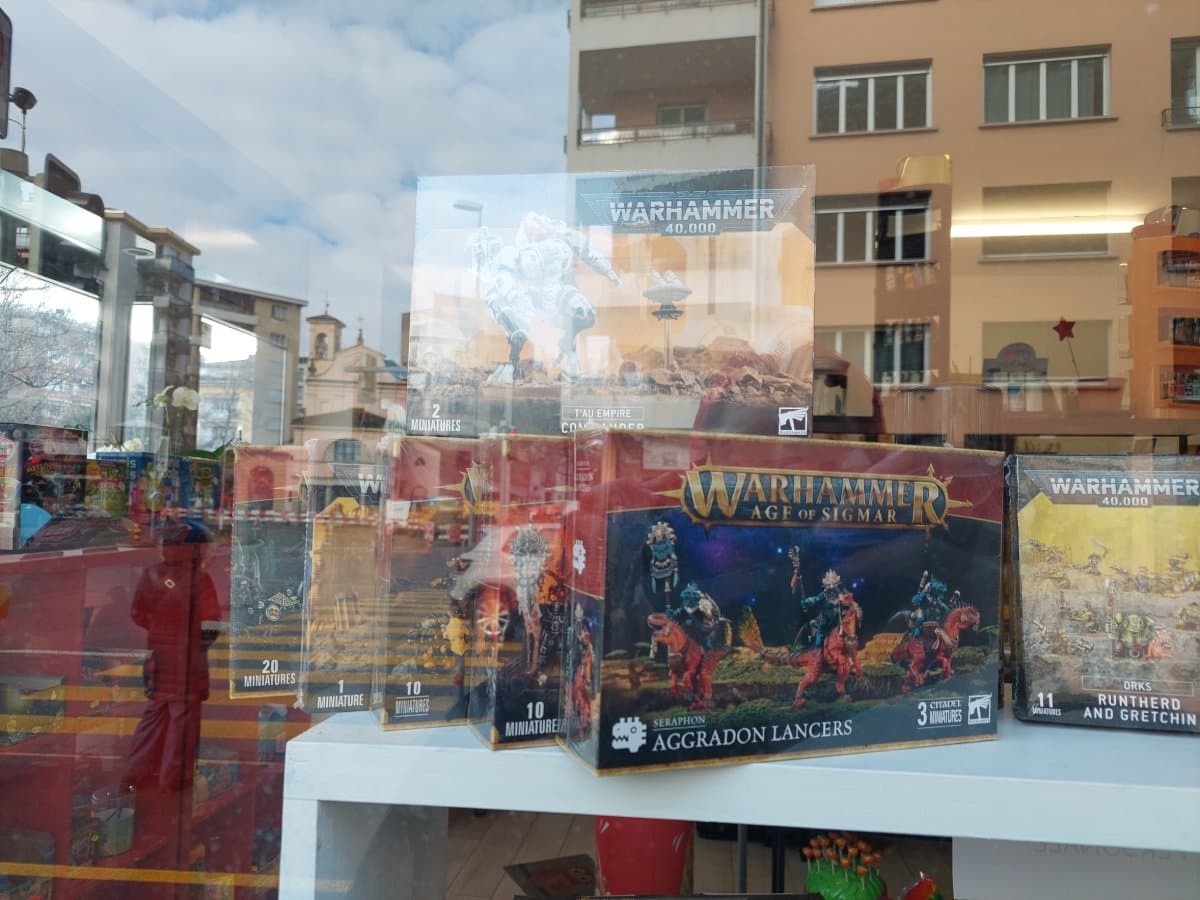 WARHAMMER
40,000
2
MINIATURES
T'AU EMPIRE
COMMANDER
20
MINIATURES
W
1
MINIATURE
10
MINIATURES
10
MINIATURES
WARHAMMER
AGE OF SIGMAR
SERAPHON
AGGRADON LANCERS
3 CITADEL
MINIATURES
WARHAMMER
40,000
11
MINIATURES
ORKS
RUNTHERD
AND GRETCHIN